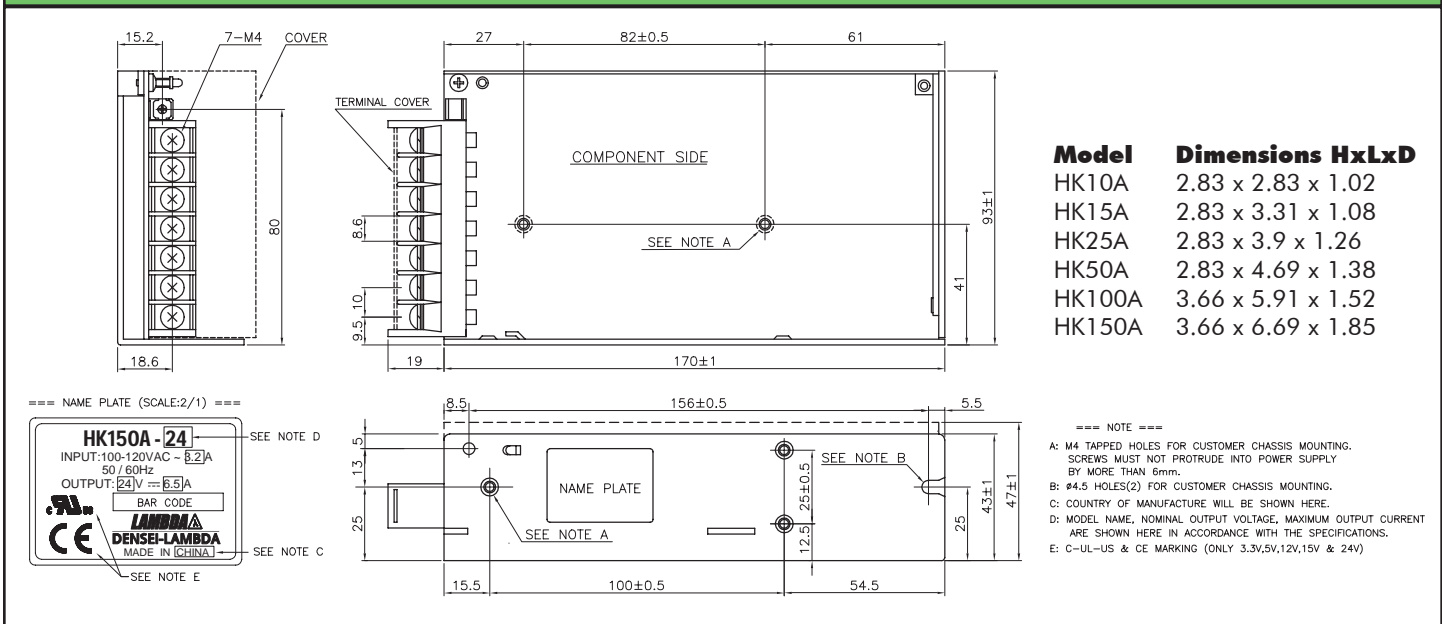 15.2
7-M4
COVER
27
82±0.5
61
TERMINAL COVER
COMPONENT SIDE
80
8.6
SEE NOTE A
93±1
41
10
9.5
18.6
19
170±1
Model Dimensions HxLxD
HK10A 2.83 x 2.83 x 1.02
HK15A 2.83 x 3.31 x 1.08
HK25A 2.83 x 3.9 x 1.26
HK50A 2.83 x 4.69 x 1.38
HK100A 3.66 x 5.91 x 1.52
HK150A 3.66 x 6.69 x 1.85
=== NAME PLATE (SCALE:2/1) ===
HK150A - 24
SEE NOTE D
INPUT:100-120VAC ~ 3.2 A
50 / 60Hz
OUTPUT: 24 V ⎓ 6.5 A
BAR CODE
c RU us
LAMBDA
DENSEI-LAMBDA
CE
MADE IN CHINA
SEE NOTE C
SEE NOTE E
8.5
156±0.5
5.5
5
13
25
NAME PLATE
SEE NOTE A
SEE NOTE B
25±0.5
12.5
25
43±1
47±1
15.5
100±0.5
54.5
=== NOTE ===
A: M4 TAPPED HOLES FOR CUSTOMER CHASSIS MOUNTING.
SCREWS MUST NOT PROTRUDE INTO POWER SUPPLY
BY MORE THAN 6mm.
B: ø4.5 HOLES(2) FOR CUSTOMER CHASSIS MOUNTING.
C: COUNTRY OF MANUFACTURE WILL BE SHOWN HERE.
D: MODEL NAME, NOMINAL OUTPUT VOLTAGE, MAXIMUM OUTPUT CURRENT
ARE SHOWN HERE IN ACCORDANCE WITH THE SPECIFICATIONS.
E: C-UL-US & CE MARKING (ONLY 3.3V,5V,12V,15V & 24V)